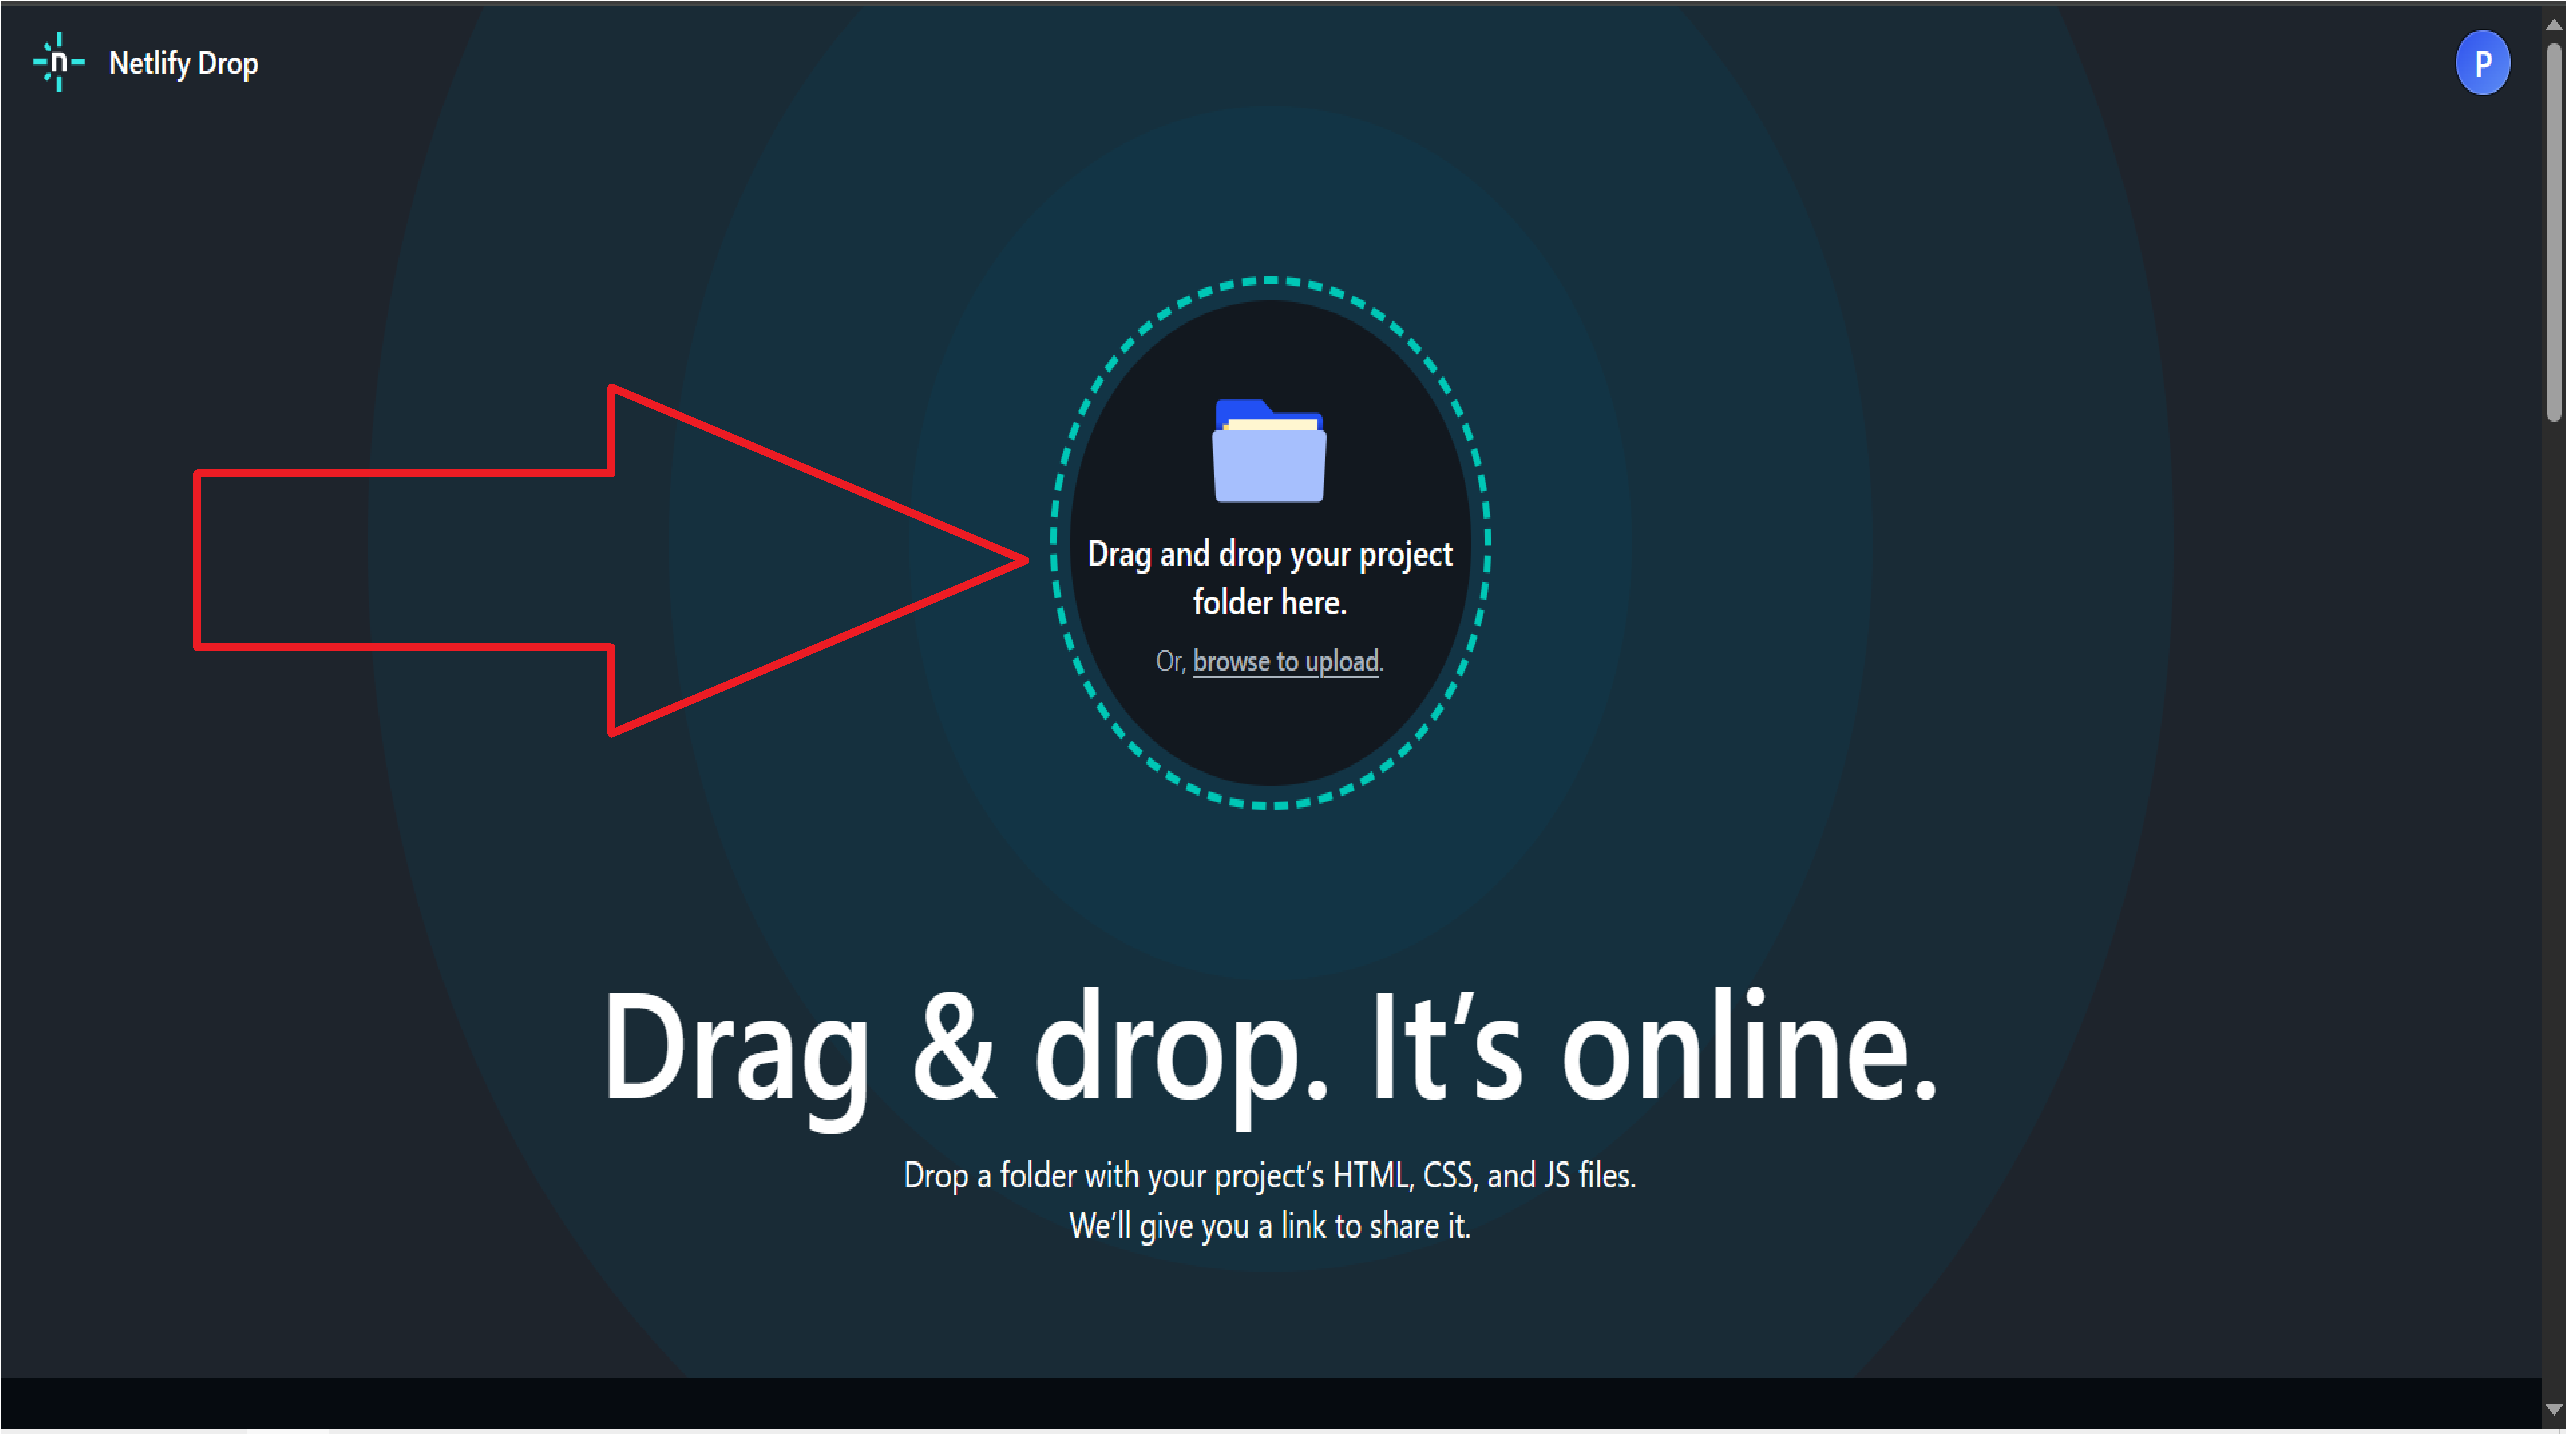 Netlify Drop
P
Drag and drop your project
folder here.
Or, browse to upload.
Drag & drop. It’s online.
Drop a folder with your project’s HTML, CSS, and JS files.
We’ll give you a link to share it.